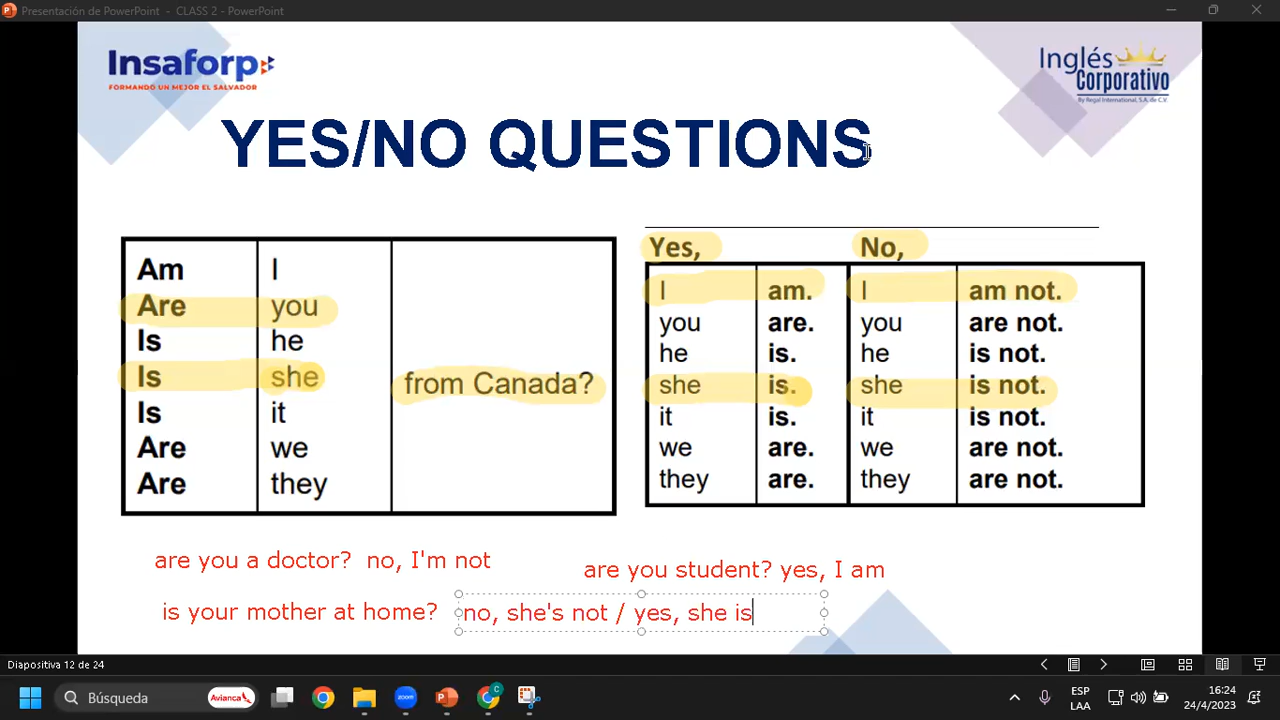 Presentación de PowerPoint - CLASS 2 - PowerPoint
Insaforp
FORMANDO UN MEJOR EL SALVADOR
Inglés
Corporativo
By Regal International, S.A. de C.V.
YES/NO QUESTIONS
Am I
Are you
Is he
Is she from Canada?
Is it
Are we
Are they
Yes, No,
I am. I am not.
you are. you are not.
he is. he is not.
she is. she is not.
it is. it is not.
we are. we are not.
they are. they are not.
are you a doctor? no, I'm not
are you student? yes, I am
is your mother at home? no, she's not / yes, she is
Diapositiva 12 de 24
Búsqueda
Avianca
zoom
C
ESP
LAA
16:24
24/4/2023